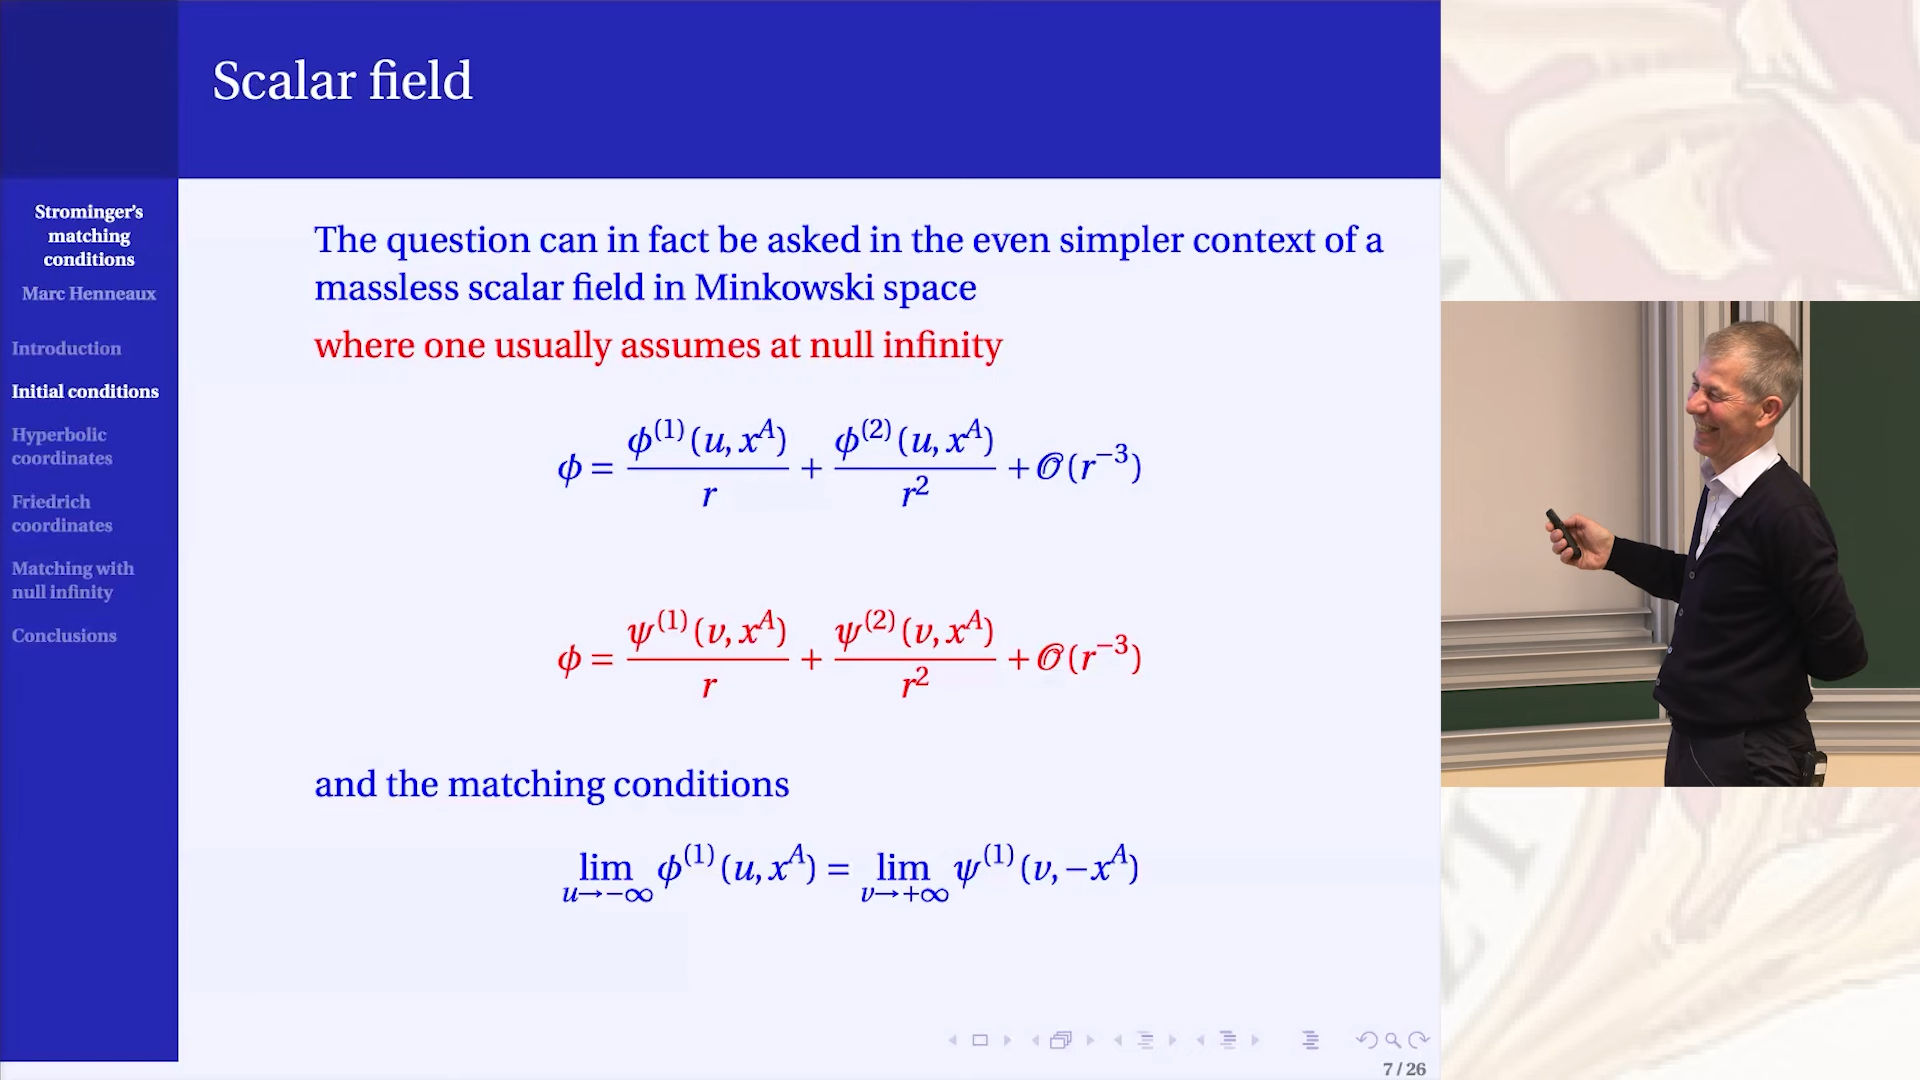 Scalar field
Strominger's
matching
conditions
Marc Henneaux
Introduction
Initial conditions
Hyperbolic
coordinates
Friedrich
coordinates
Matching with
null infinity
Conclusions
The question can in fact be asked in the even simpler context of a
massless scalar field in Minkowski space
where one usually assumes at null infinity
ϕ = ϕ^(1)(u, x^A)/r + ϕ^(2)(u, x^A)/r^2 + 𝒪(r^−3)
ϕ = ψ^(1)(v, x^A)/r + ψ^(2)(v, x^A)/r^2 + 𝒪(r^−3)
and the matching conditions
lim_{u→−∞} ϕ^(1)(u, x^A) = lim_{v→+∞} ψ^(1)(v, −x^A)
7 / 26